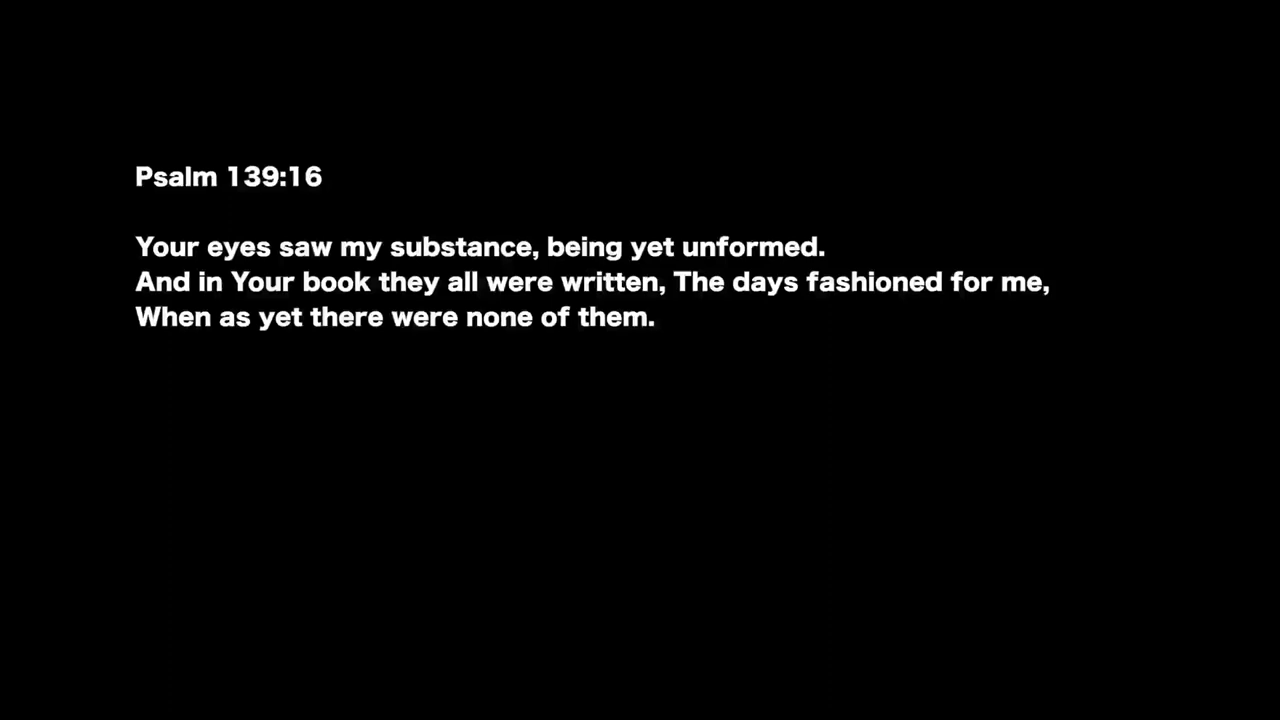 Psalm 139:16
Your eyes saw my substance, being yet unformed.
And in Your book they all were written, The days fashioned for me,
When as yet there were none of them.